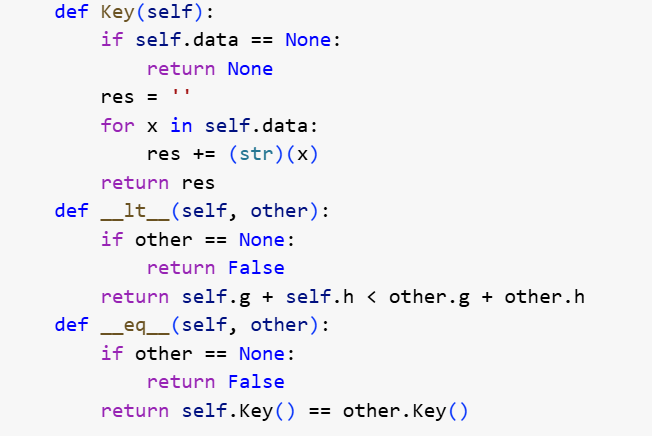 def Key(self):
    if self.data == None:
        return None
    res = ''
    for x in self.data:
        res += (str)(x)
    return res
def __lt__(self, other):
    if other == None:
        return False
    return self.g + self.h < other.g + other.h
def __eq__(self, other):
    if other == None:
        return False
    return self.Key() == other.Key()